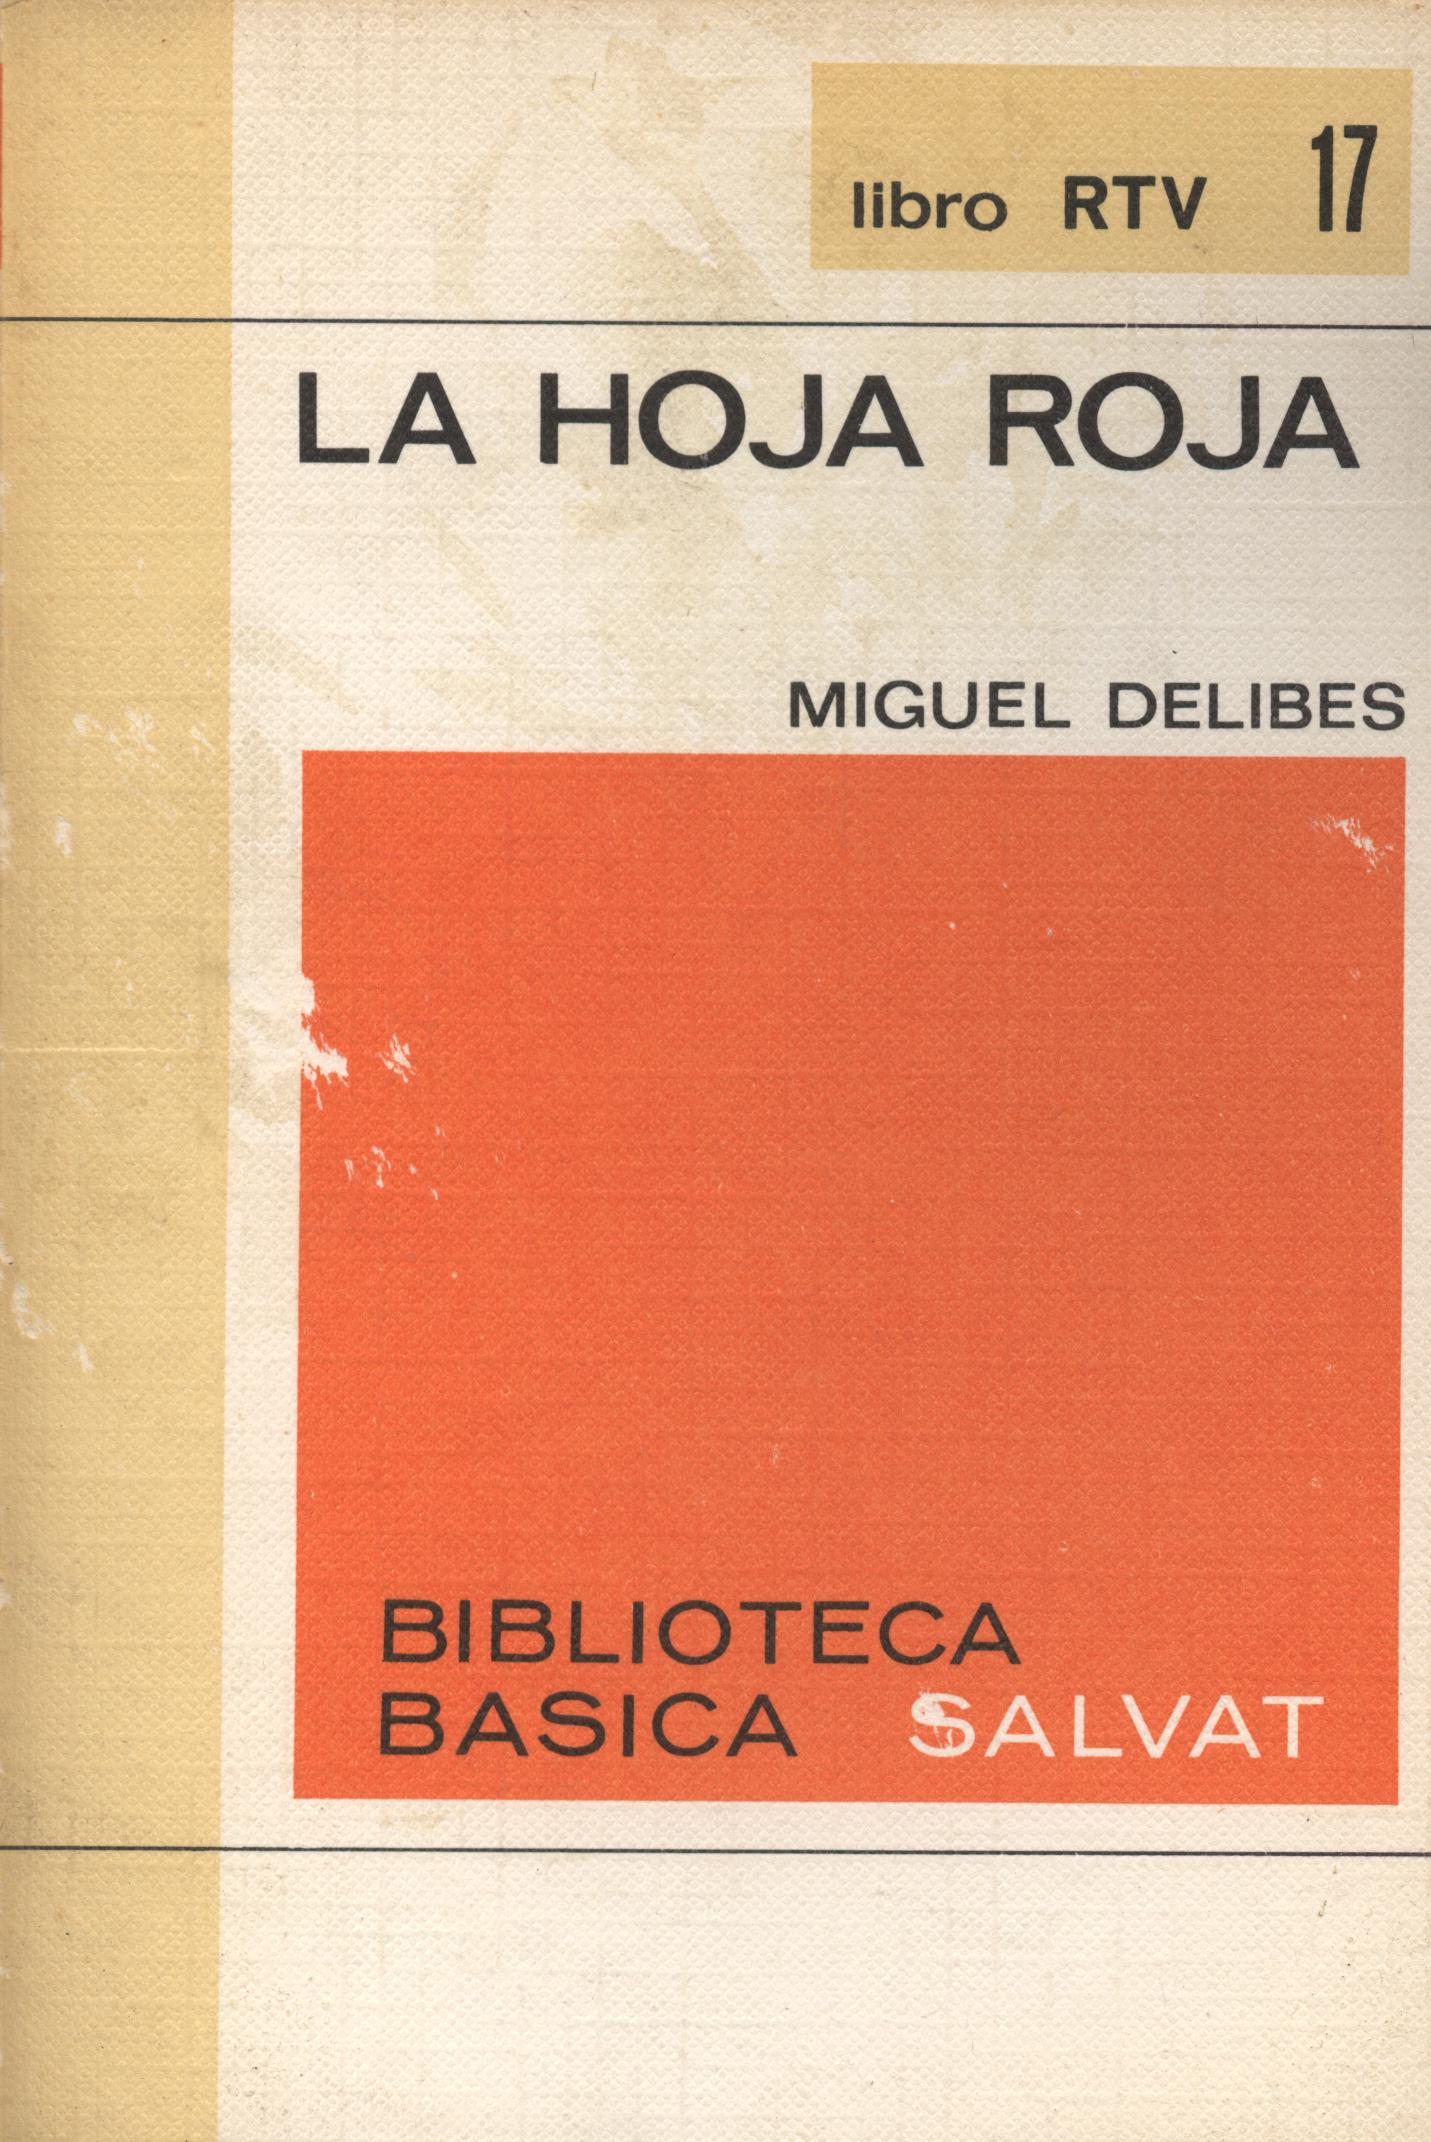 libro RTV 17
LA HOJA ROJA
MIGUEL DELIBES
BIBLIOTECA
BASICA SALVAT